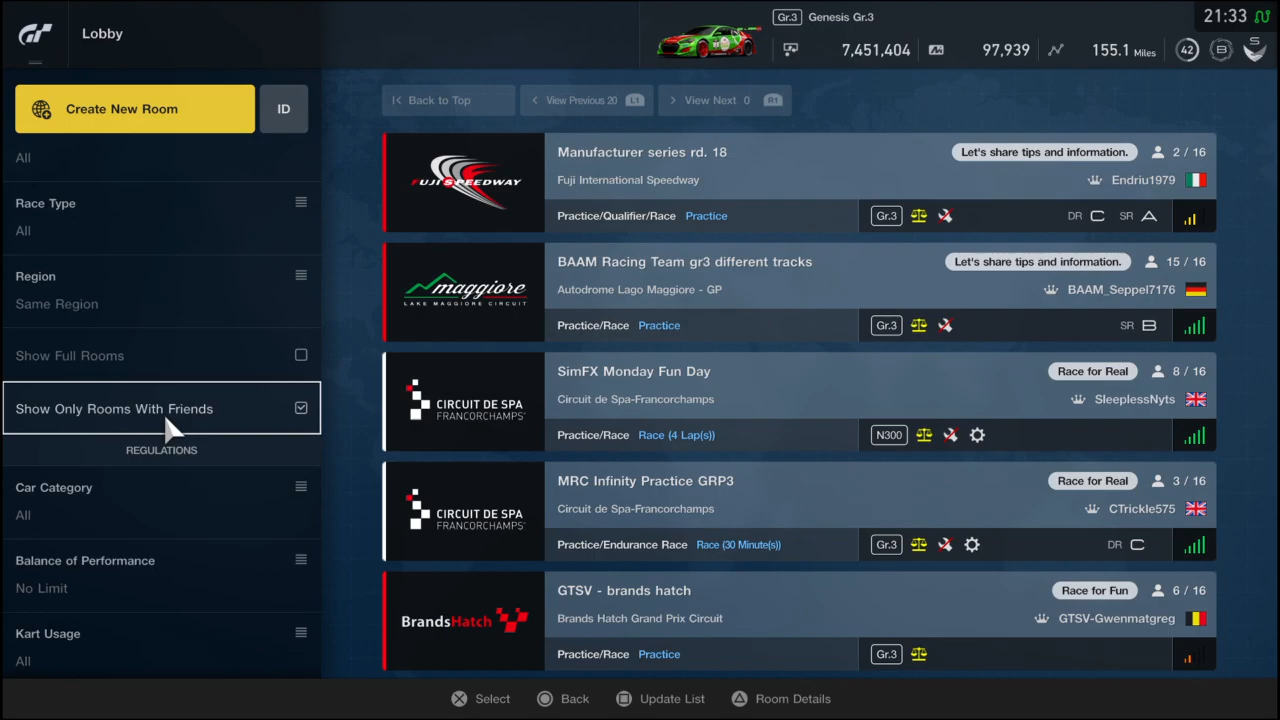 Lobby
Gr.3 Genesis Gr.3
21:33
7,451,404 97,939 155.1 Miles 42 B S
Create New Room ID
Back to Top View Previous 20 L1 View Next 0 R1
All
Race Type
All
Region
Same Region
Show Full Rooms
Show Only Rooms With Friends
REGULATIONS
Car Category
All
Balance of Performance
No Limit
Kart Usage
All
FUJI SPEEDWAY
Manufacturer series rd. 18 Let's share tips and information. 2 / 16
Fuji International Speedway Endriu1979
Practice/Qualifier/Race Practice Gr.3 DR C SR A
maggiore
LAKE MAGGIORE CIRCUIT
BAAM Racing Team gr3 different tracks Let's share tips and information. 15 / 16
Autodrome Lago Maggiore - GP BAAM_Seppel7176
Practice/Race Practice Gr.3 SR B
CIRCUIT DE SPA
FRANCORCHAMPS
SimFX Monday Fun Day Race for Real 8 / 16
Circuit de Spa-Francorchamps SleeplessNyts
Practice/Race Race (4 Lap(s)) N300
CIRCUIT DE SPA
FRANCORCHAMPS
MRC Infinity Practice GRP3 Race for Real 3 / 16
Circuit de Spa-Francorchamps CTrickle575
Practice/Endurance Race Race (30 Minute(s)) Gr.3 DR C
BrandsHatch
GTSV - brands hatch Race for Fun 6 / 16
Brands Hatch Grand Prix Circuit GTSV-Gwenmatgreg
Practice/Race Practice Gr.3
Select Back Update List Room Details